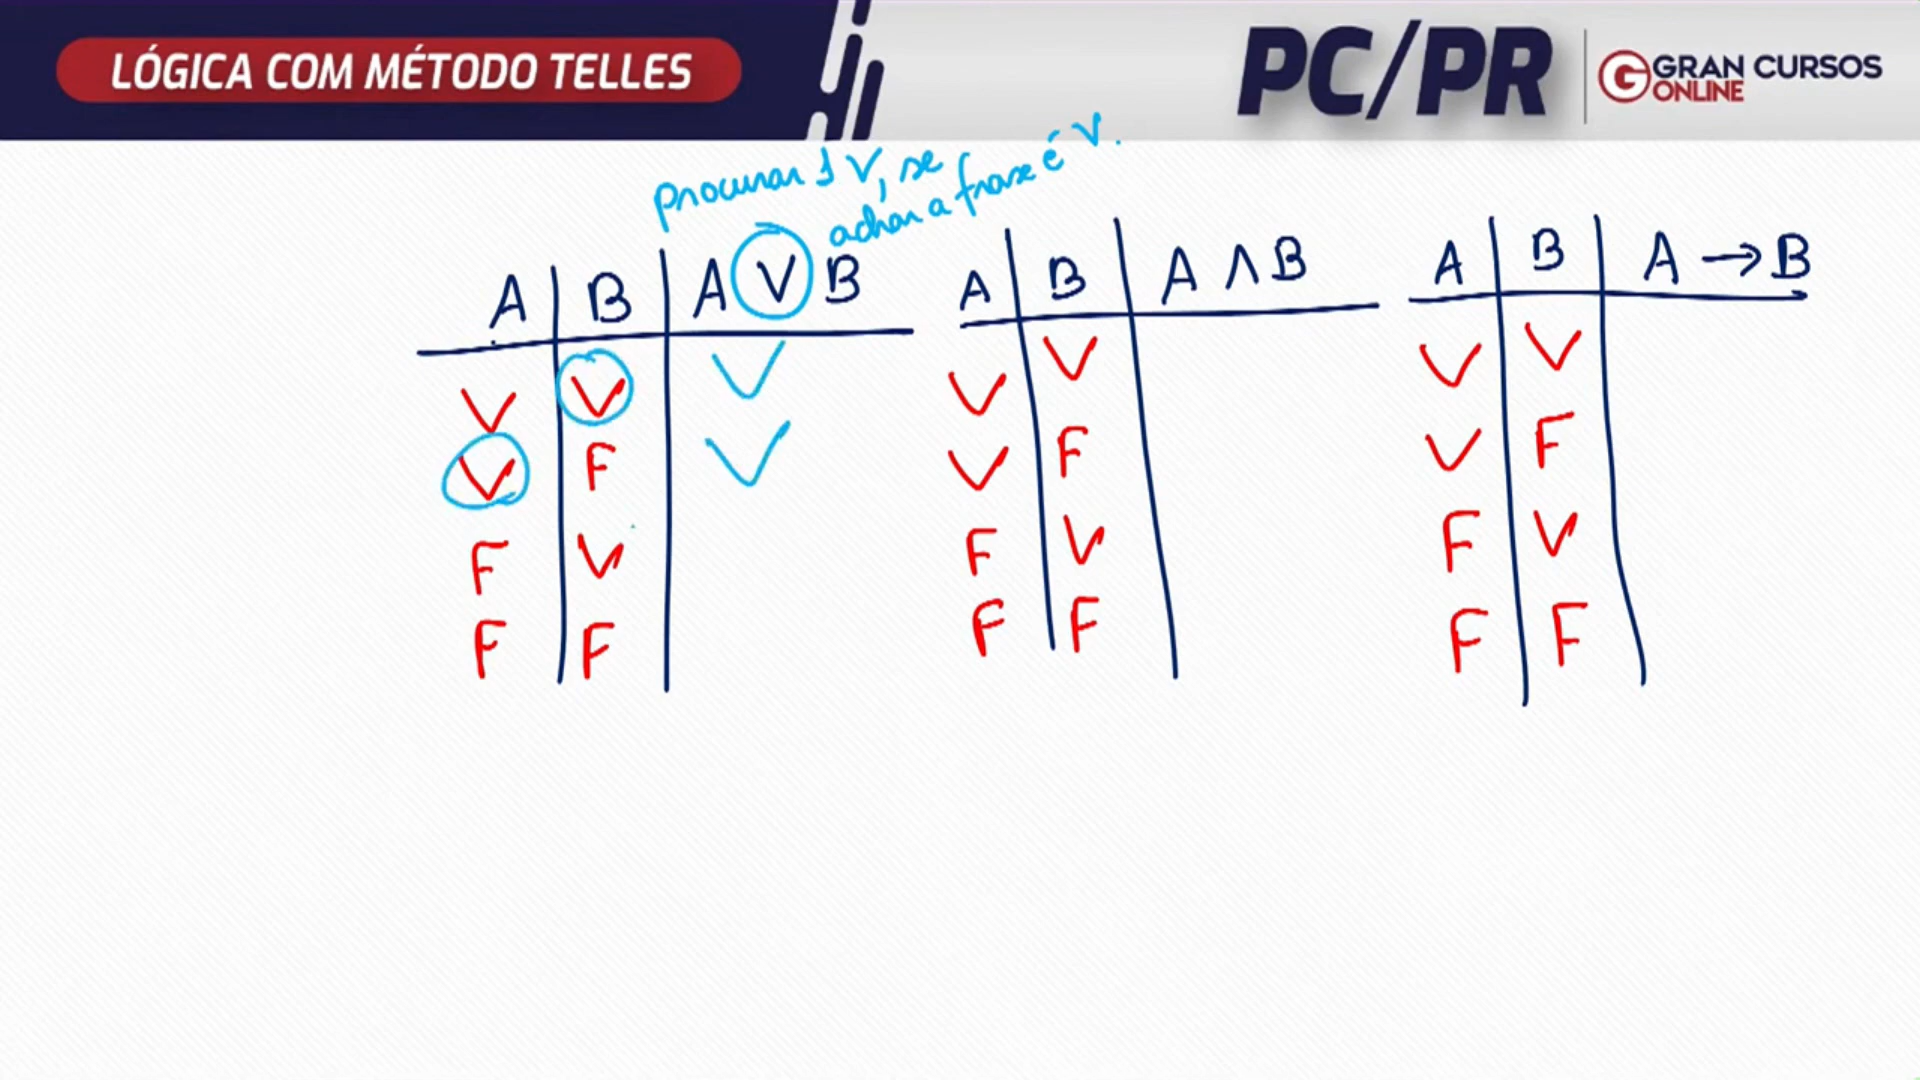 LÓGICA COM MÉTODO TELLES
PC/PR
GRAN CURSOS
ONLINE
procurar 1 V, se
achar a frase é V.
A B A V B
V V V
V F V
F V
F F
A B A ∧ B
V V
V F
F V
F F
A B A → B
V V
V F
F V
F F